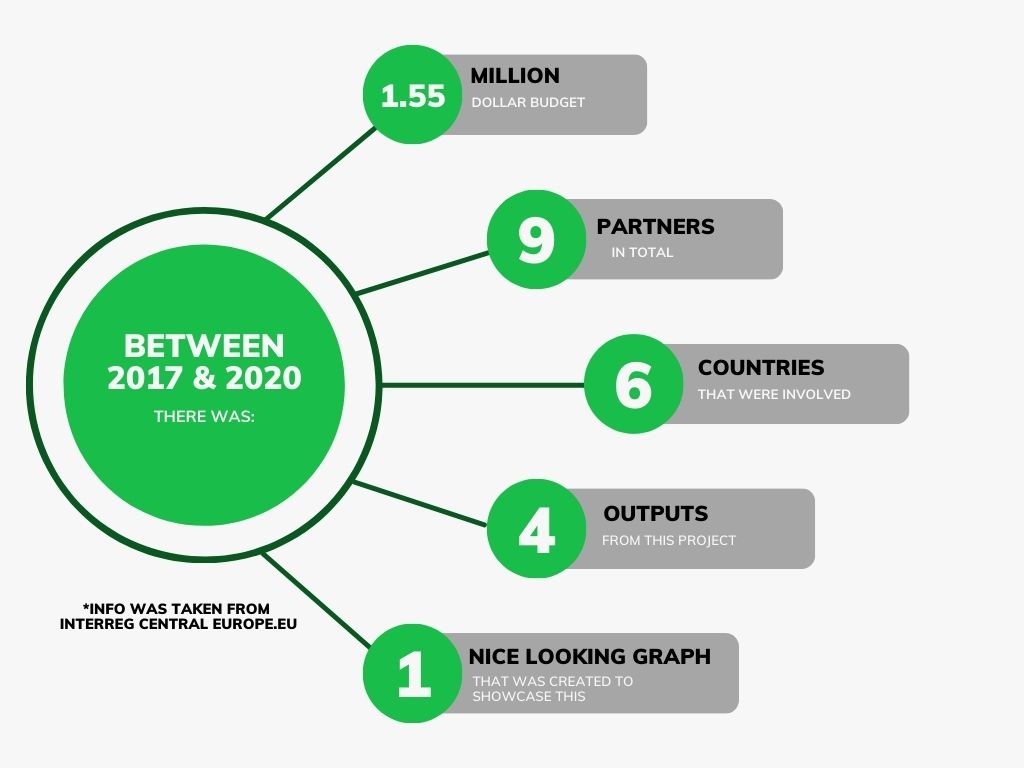 1.55
MILLION
DOLLAR BUDGET
9
PARTNERS
IN TOTAL
BETWEEN
2017 & 2020
THERE WAS:
6
COUNTRIES
THAT WERE INVOLVED
4
OUTPUTS
FROM THIS PROJECT
*INFO WAS TAKEN FROM
INTERREG CENTRAL EUROPE.EU
1
NICE LOOKING GRAPH
THAT WAS CREATED TO
SHOWCASE THIS